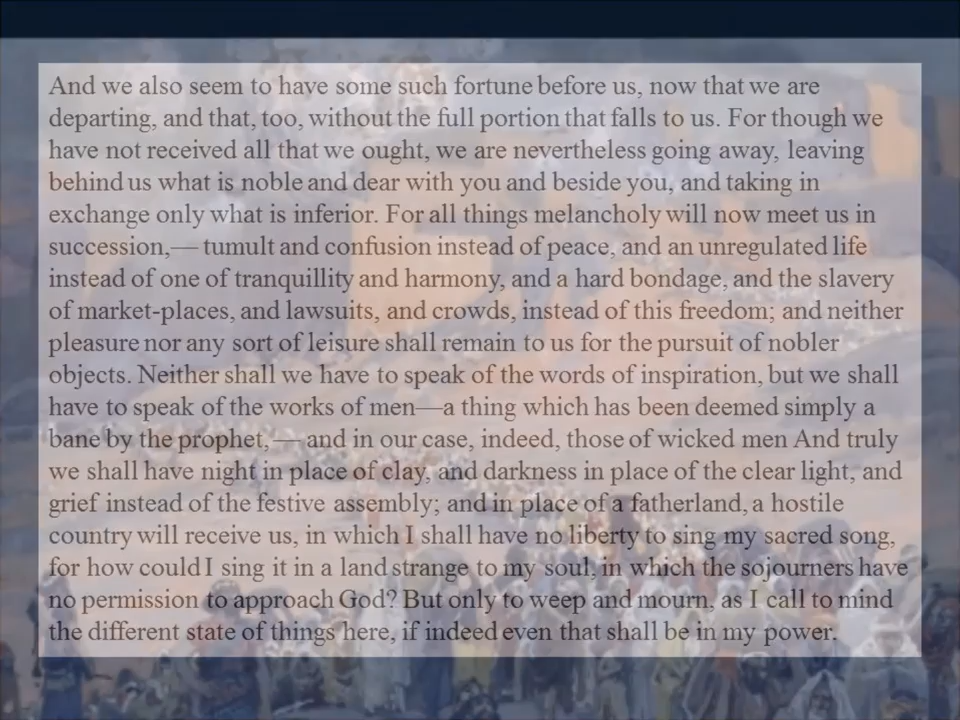 And we also seem to have some such fortune before us, now that we are
departing, and that, too, without the full portion that falls to us. For though we
have not received all that we ought, we are nevertheless going away, leaving
behind us what is noble and dear with you and beside you, and taking in
exchange only what is inferior. For all things melancholy will now meet us in
succession,— tumult and confusion instead of peace, and an unregulated life
instead of one of tranquillity and harmony, and a hard bondage, and the slavery
of market-places, and lawsuits, and crowds, instead of this freedom; and neither
pleasure nor any sort of leisure shall remain to us for the pursuit of nobler
objects. Neither shall we have to speak of the words of inspiration, but we shall
have to speak of the works of men—a thing which has been deemed simply a
bane by the prophet,— and in our case, indeed, those of wicked men And truly
we shall have night in place of clay, and darkness in place of the clear light, and
grief instead of the festive assembly; and in place of a fatherland, a hostile
country will receive us, in which I shall have no liberty to sing my sacred song,
for how could I sing it in a land strange to my soul, in which the sojourners have
no permission to approach God? But only to weep and mourn, as I call to mind
the different state of things here, if indeed even that shall be in my power.